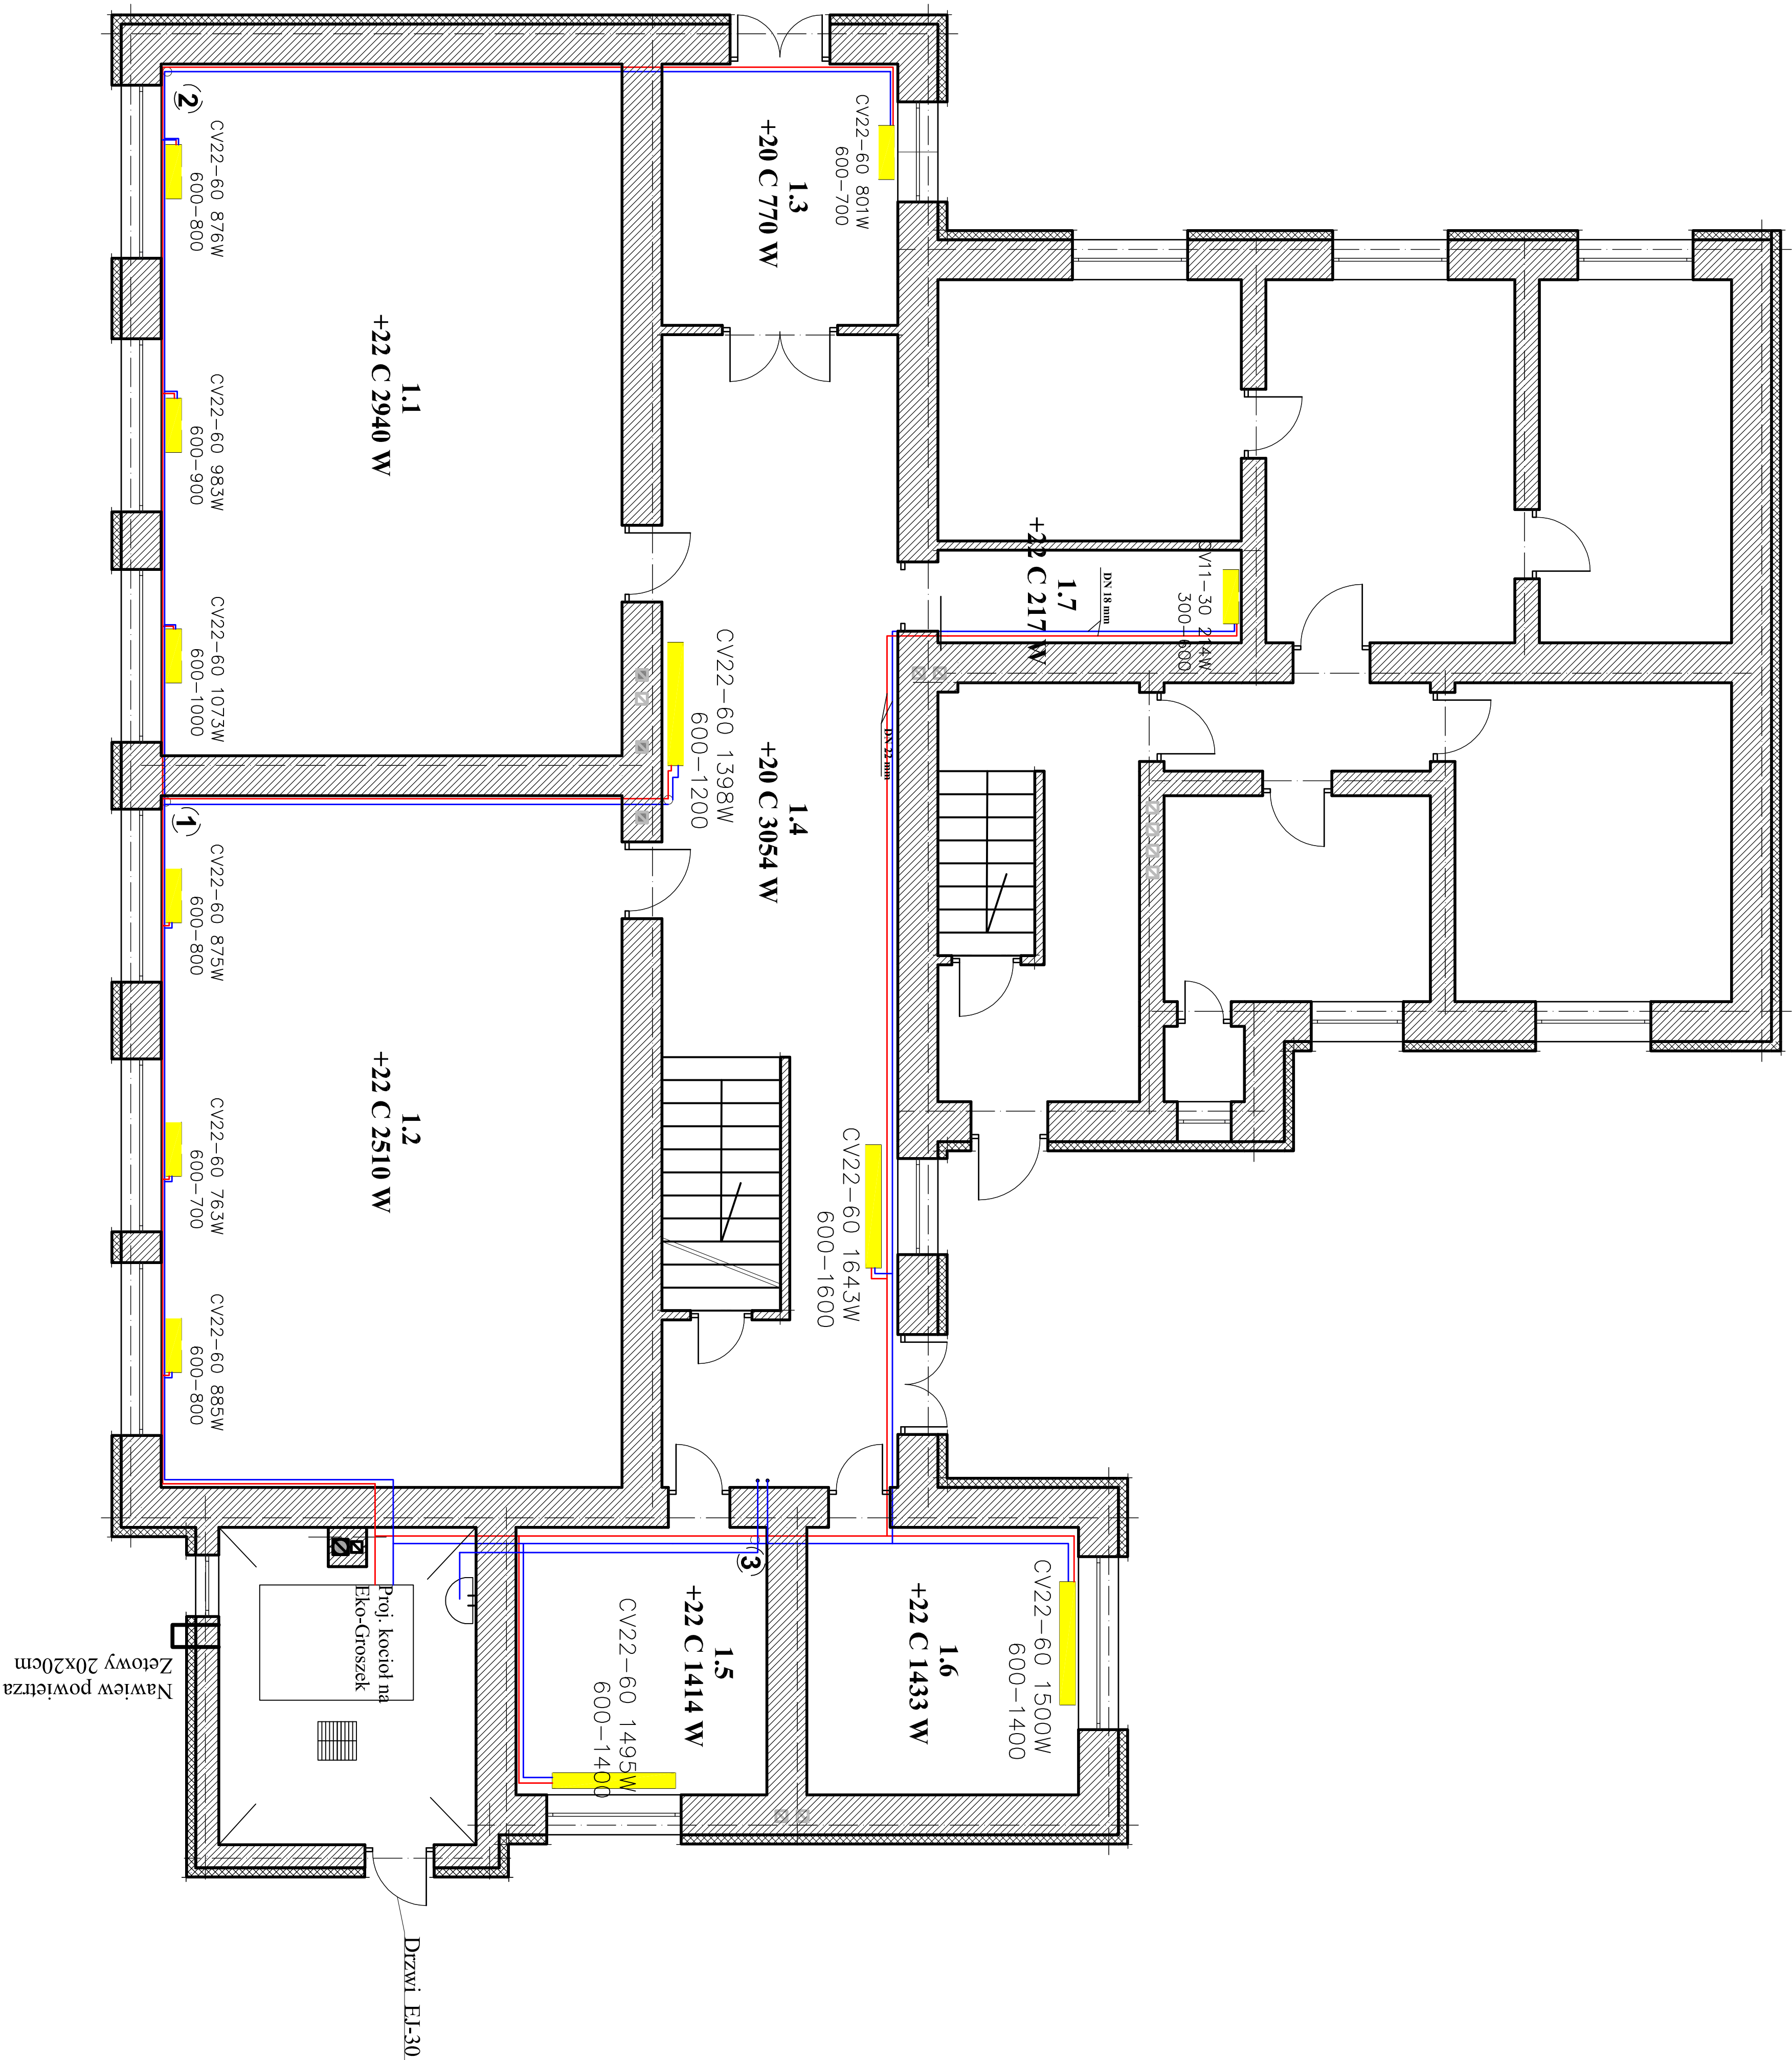 2
CV22-60 876W
600-800
1.1
+22 C 2940 W
CV22-60 983W
600-900
CV22-60 1073W
600-1000
1.3
+20 C 770 W
CV22-60 801W
600-700
1.7
+22 C 217 W
DN 18 mm
CV11-30 214W
300-600
1.4
+20 C 3054 W
CV22-60 1398W
600-1200
DN 22 mm
1
CV22-60 875W
600-800
1.2
+22 C 2510 W
CV22-60 763W
600-700
CV22-60 885W
600-800
CV22-60 1643W
600-1600
3
1.5
+22 C 1414 W
CV22-60 1495W
600-1400
1.6
+22 C 1433 W
CV22-60 1500W
600-1400
Proj. kocioł na
Eko-Groszek
Nawiew powietrza
Zetowy 20x20cm
Drzwi EJ-30